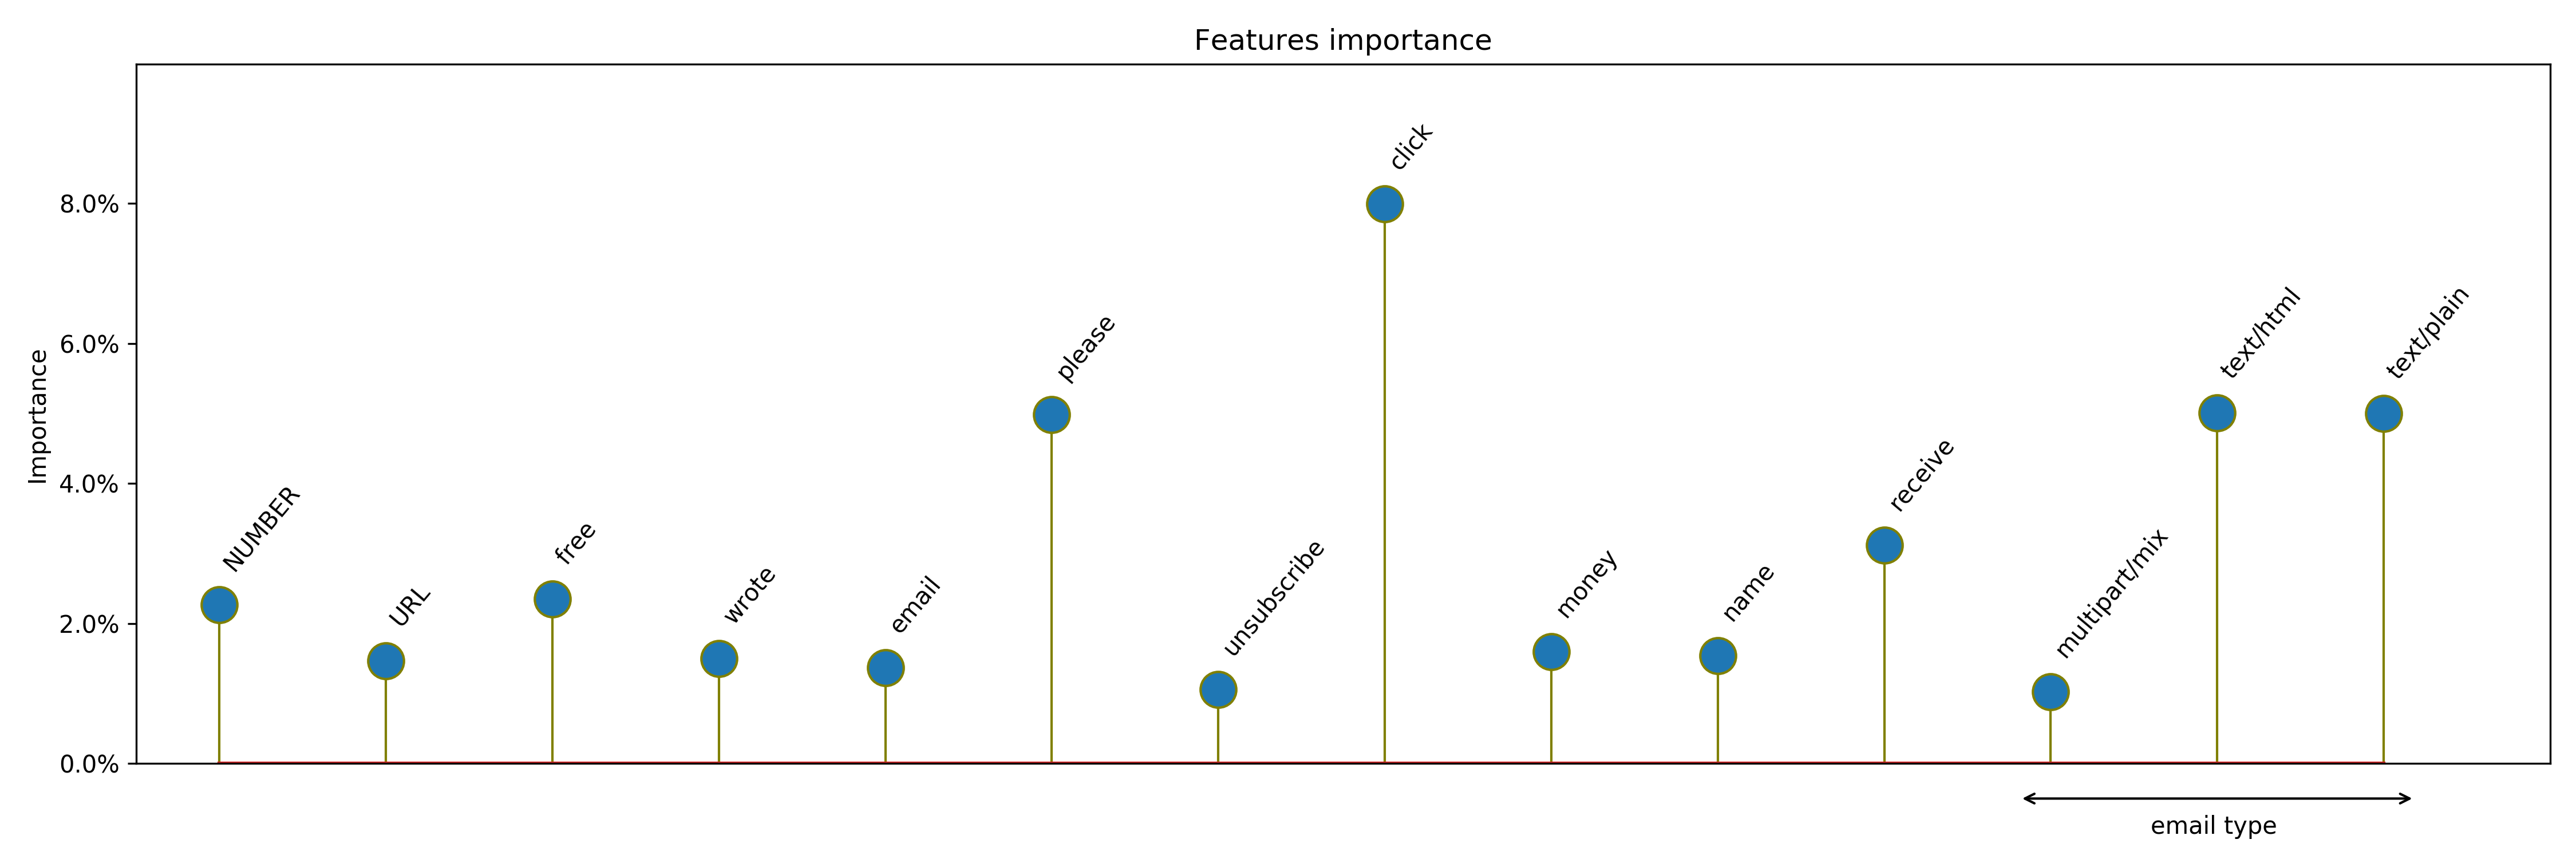 Features importance
Importance
8.0%
6.0%
4.0%
2.0%
0.0%
NUMBER
URL
free
wrote
email
please
unsubscribe
click
money
name
receive
multipart/mix
text/html
text/plain
email type